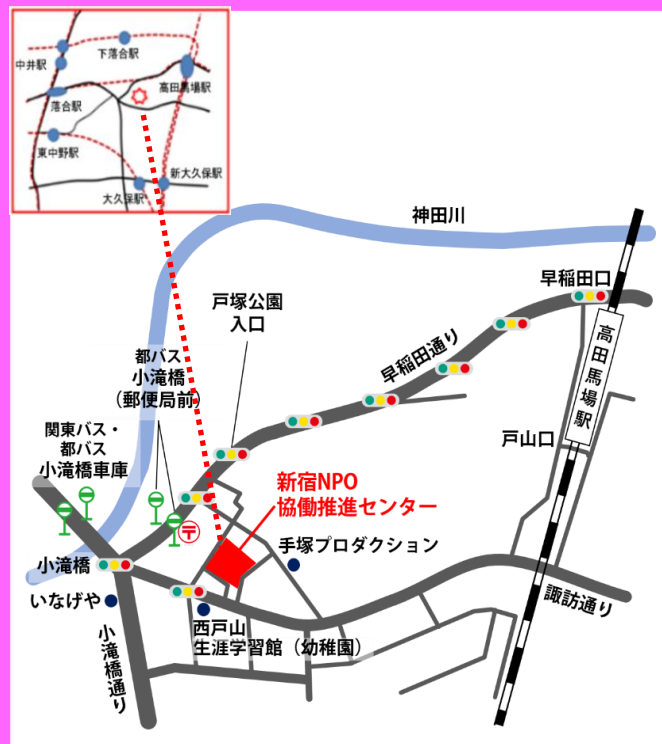 下落合駅
中井駅
高田馬場駅
落合駅
東中野駅
新大久保駅
大久保駅
神田川
早稲田口
戸塚公園
入口
早稲田通り
高田馬場駅
都バス
小滝橋
（郵便局前）
戸山口
関東バス・
都バス
小滝橋車庫
新宿NPO
協働推進センター
〒
手塚プロダクション
小滝橋
いなげや
諏訪通り
西戸山
生涯学習館（幼稚園）
小滝橋通り